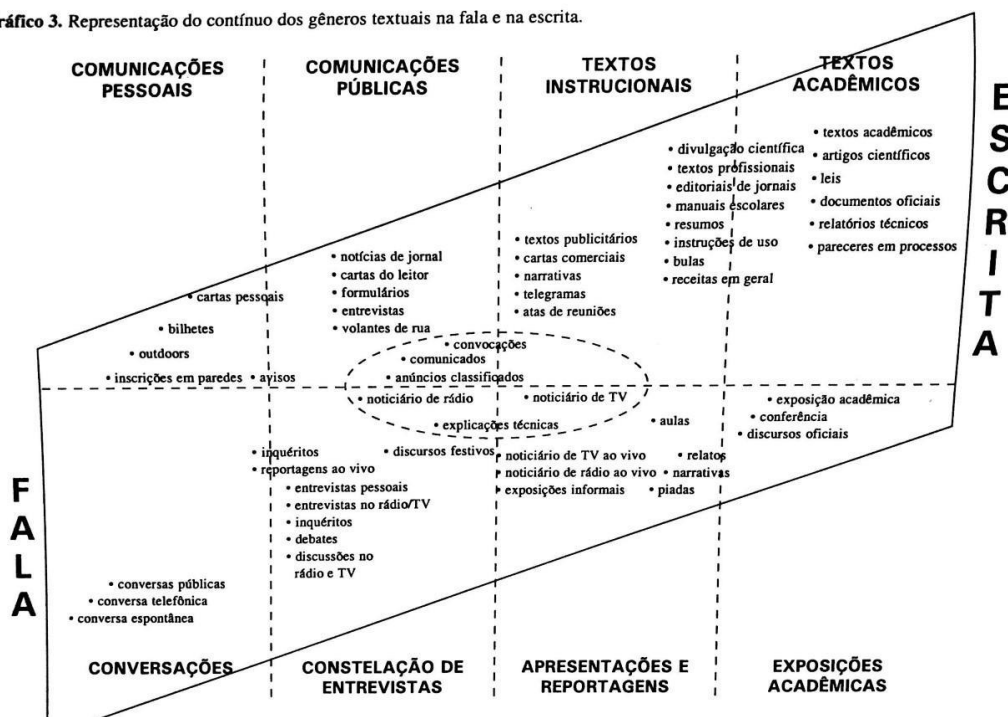 ráfico 3. Representação do contínuo dos gêneros textuais na fala e na escrita.
COMUNICAÇÕES
PESSOAIS
COMUNICAÇÕES
PÚBLICAS
TEXTOS
INSTRUCIONAIS
TEXTOS
ACADÊMICOS
ESCRITA
• textos acadêmicos
• artigos científicos
• leis
• documentos oficiais
• relatórios técnicos
• pareceres em processos
• divulgação científica
• textos profissionais
• editoriais de jornais
• manuais escolares
• resumos
• instruções de uso
• bulas
• receitas em geral
• textos publicitários
• cartas comerciais
• narrativas
• telegramas
• atas de reuniões
• notícias de jornal
• cartas do leitor
• formulários
• entrevistas
• volantes de rua
• cartas pessoais
• bilhetes
• outdoors
• inscrições em paredes • avisos
• convocações
• comunicados
• anúncios classificados
• noticiário de rádio
• noticiário de TV
• explicações técnicas
• aulas
• exposição acadêmica
• conferência
• discursos oficiais
• inquéritos
• reportagens ao vivo
• discursos festivos
• entrevistas pessoais
• entrevistas no rádio/TV
• inquéritos
• debates
• discussões no
rádio e TV
• noticiário de TV ao vivo
• noticiário de rádio ao vivo
• exposições informais
• relatos
• narrativas
• piadas
FALA
• conversas públicas
• conversa telefônica
• conversa espontânea
CONVERSAÇÕES
CONSTELAÇÃO DE
ENTREVISTAS
APRESENTAÇÕES E
REPORTAGENS
EXPOSIÇÕES
ACADÊMICAS